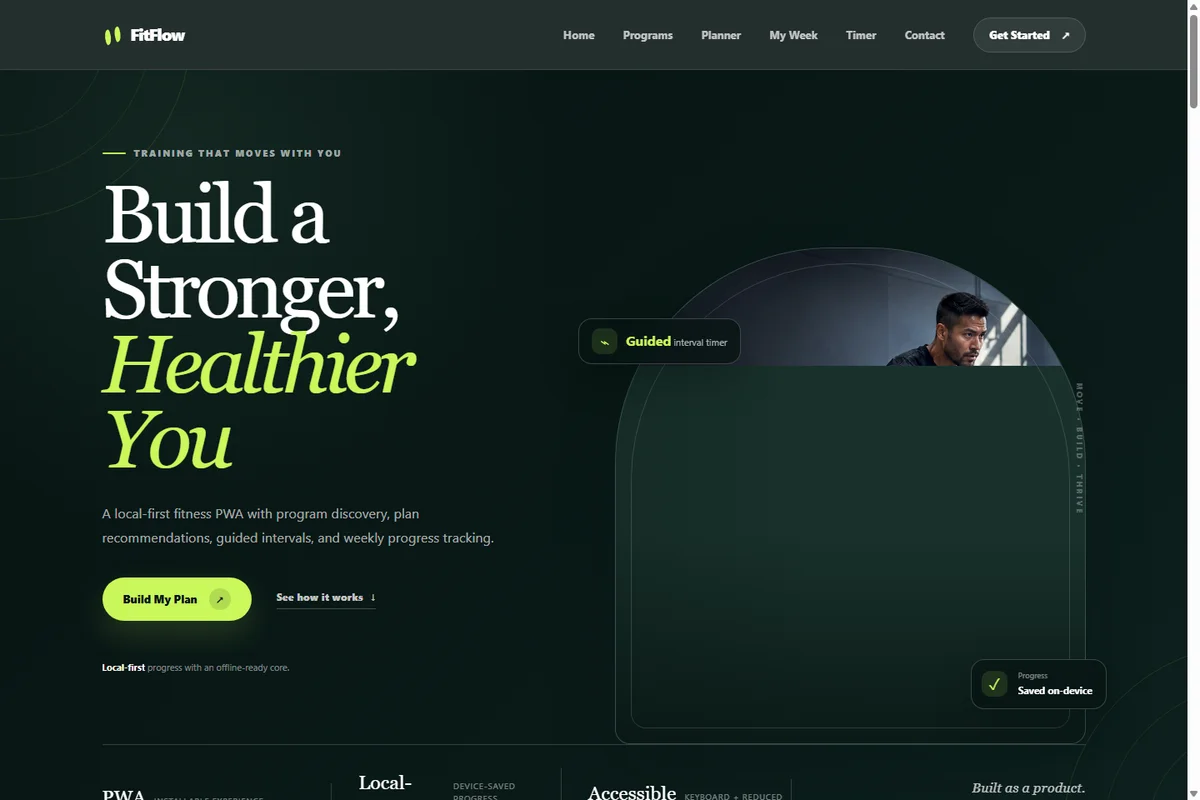 FitFlow
Home
Programs
Planner
My Week
Timer
Contact
Get Started ↗
TRAINING THAT MOVES WITH YOU
Build a
Stronger,
Healthier
You
A local-first fitness PWA with program discovery, plan
recommendations, guided intervals, and weekly progress tracking.
Build My Plan ↗
See how it works ↓
Local-first progress with an offline-ready core.
Guided interval timer
MOVE • BUILD • THRIVE
Progress
Saved on-device
PWA INSTALLABLE EXPERIENCE
Local-
DEVICE-SAVED
PROGRESS
Accessible KEYBOARD + REDUCED
Built as a product.